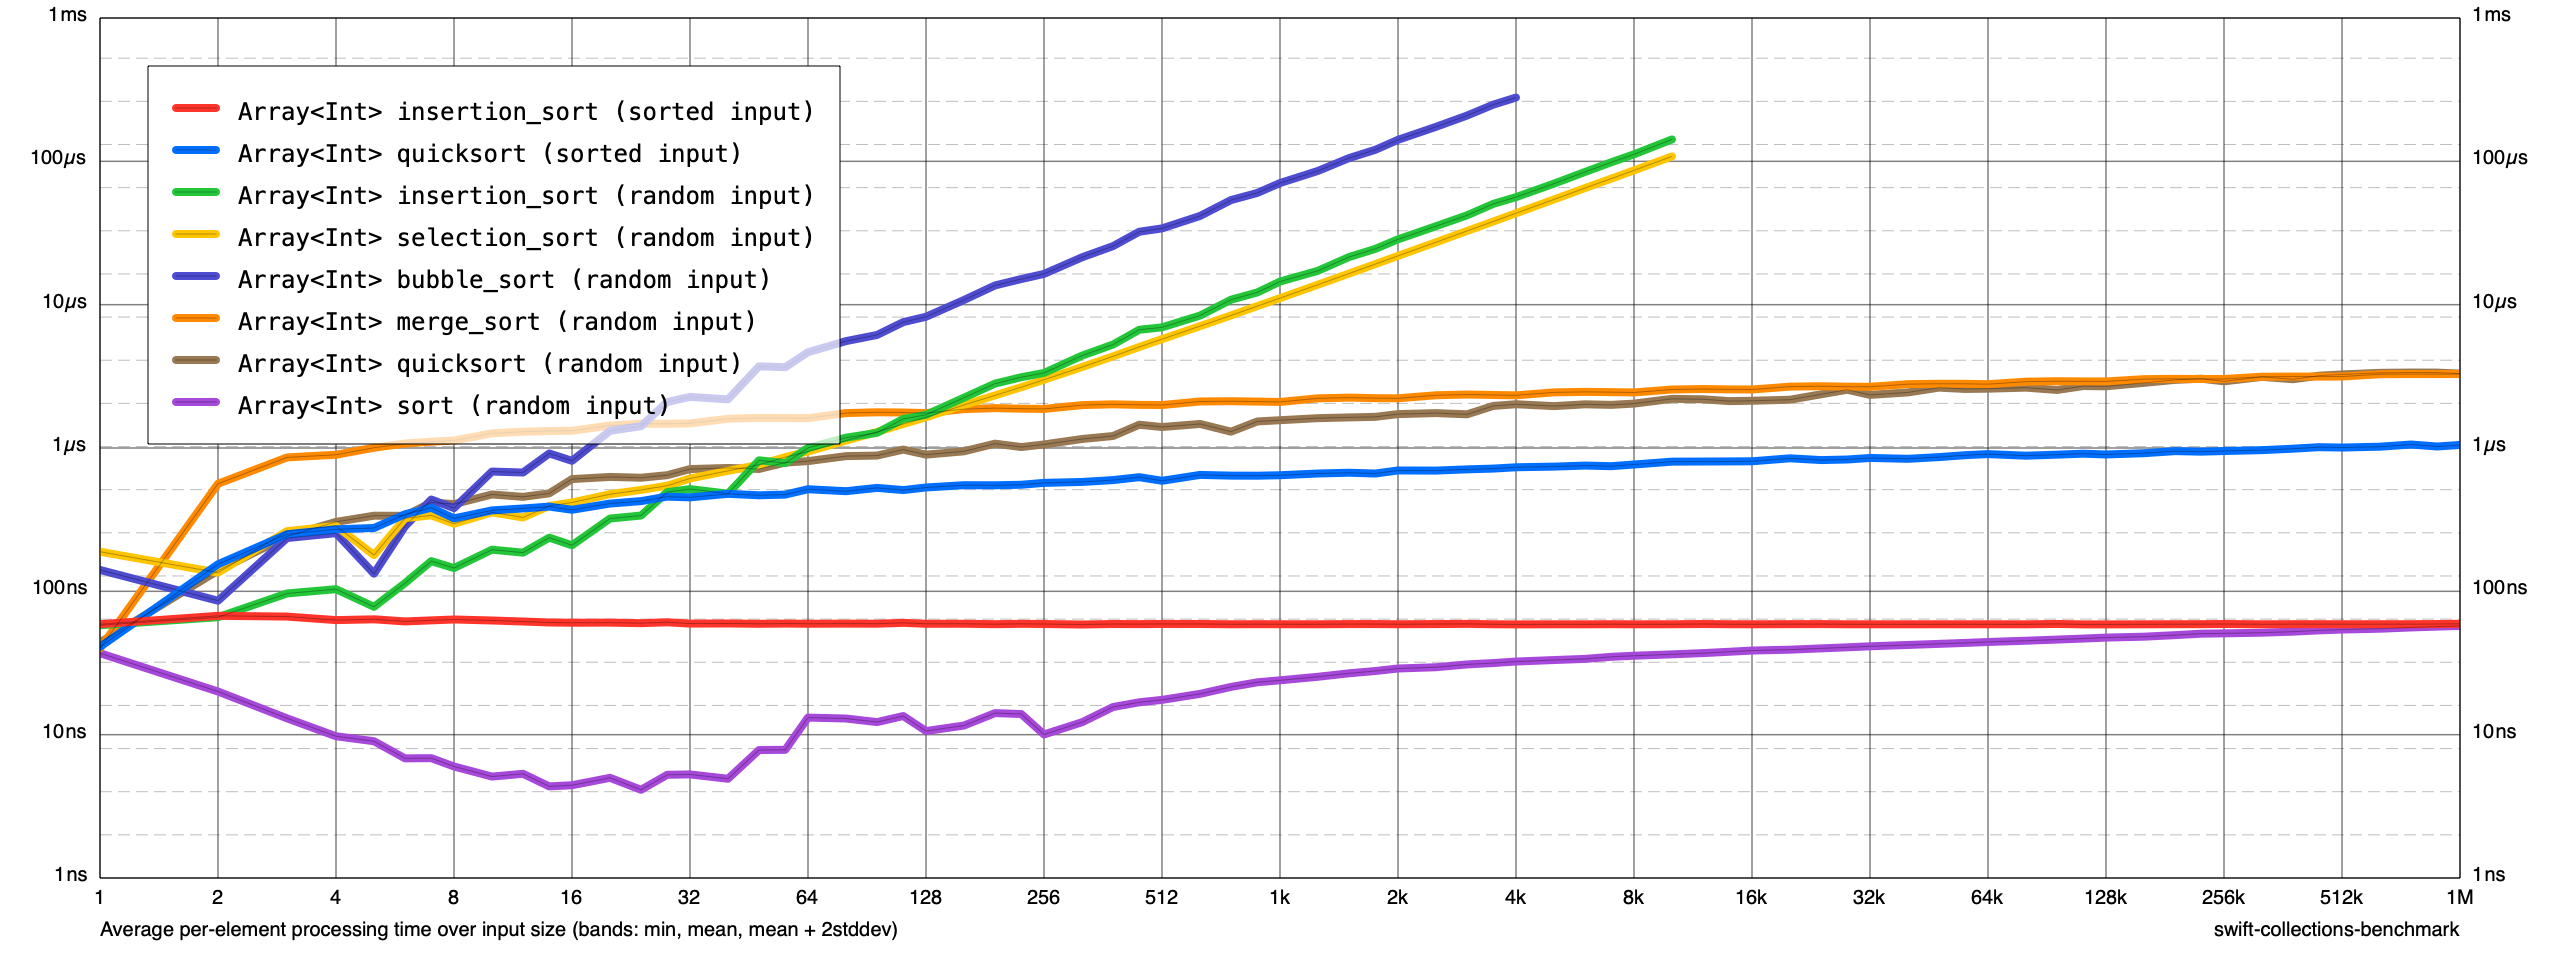 1ms
1ms
Array<Int> insertion_sort (sorted input)
Array<Int> quicksort (sorted input)
Array<Int> insertion_sort (random input)
Array<Int> selection_sort (random input)
Array<Int> bubble_sort (random input)
Array<Int> merge_sort (random input)
Array<Int> quicksort (random input)
Array<Int> sort (random input)
100µs
100µs
10µs
10µs
1µs
1µs
100ns
100ns
10ns
10ns
1ns
1ns
1 2 4 8 16 32 64 128 256 512 1k 2k 4k 8k 16k 32k 64k 128k 256k 512k 1M
Average per-element processing time over input size (bands: min, mean, mean + 2stddev)
swift-collections-benchmark